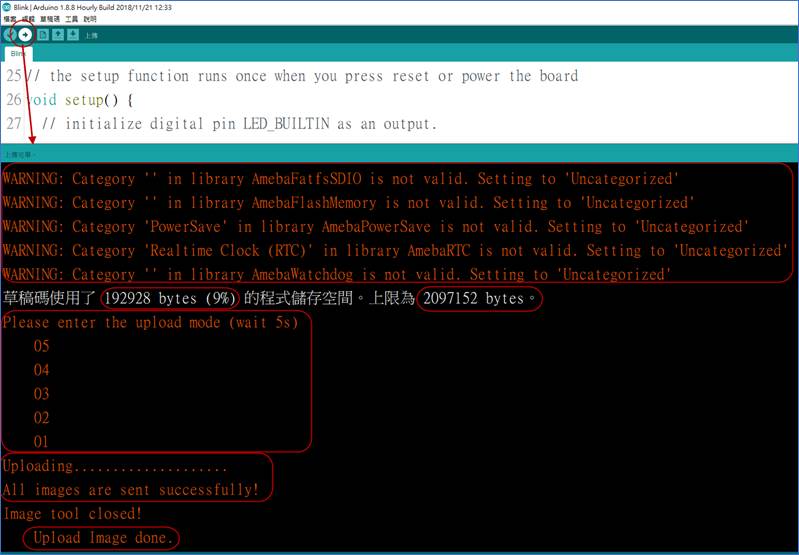 Blink | Arduino 1.8.8 Hourly Build 2018/11/21 12:33
檔案 編輯 草稿碼 工具 說明
上傳
Blink
25 // the setup function runs once when you press reset or power the board
26 void setup() {
27 // initialize digital pin LED_BUILTIN as an output.
上傳完畢。
WARNING: Category '' in library AmebaFatfsSDIO is not valid. Setting to 'Uncategorized'
WARNING: Category '' in library AmebaFlashMemory is not valid. Setting to 'Uncategorized'
WARNING: Category 'PowerSave' in library AmebaPowerSave is not valid. Setting to 'Uncategorized'
WARNING: Category 'Realtime Clock (RTC)' in library AmebaRTC is not valid. Setting to 'Uncategorized'
WARNING: Category '' in library AmebaWatchdog is not valid. Setting to 'Uncategorized'
草稿碼使用了 192928 bytes (9%) 的程式儲存空間。上限為 2097152 bytes。
Please enter the upload mode (wait 5s)
05
04
03
02
01
Uploading....................
All images are sent successfully!
Image tool closed!
Upload Image done.